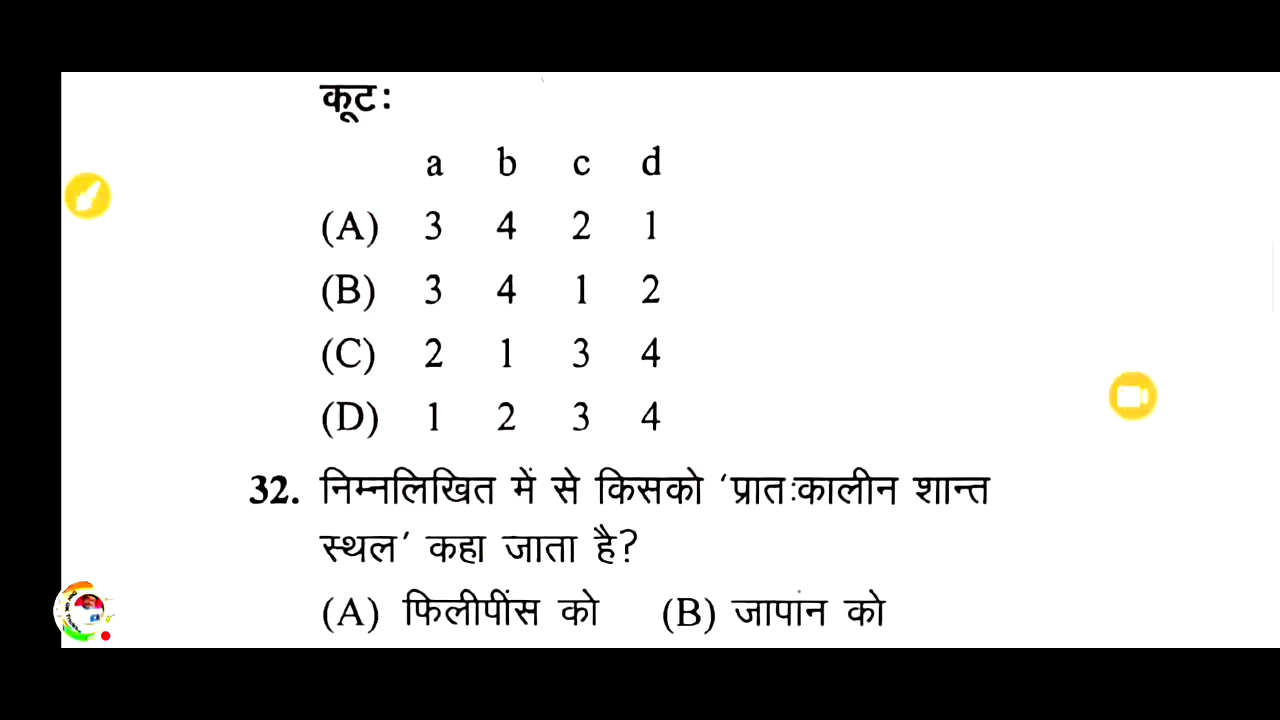 कूटः
a b c d
(A) 3 4 2 1
(B) 3 4 1 2
(C) 2 1 3 4
(D) 1 2 3 4
32. निम्नलिखित में से किसको ‘प्रातःकालीन शान्त
स्थल’ कहा जाता है?
(A) फिलीपींस को (B) जापान को